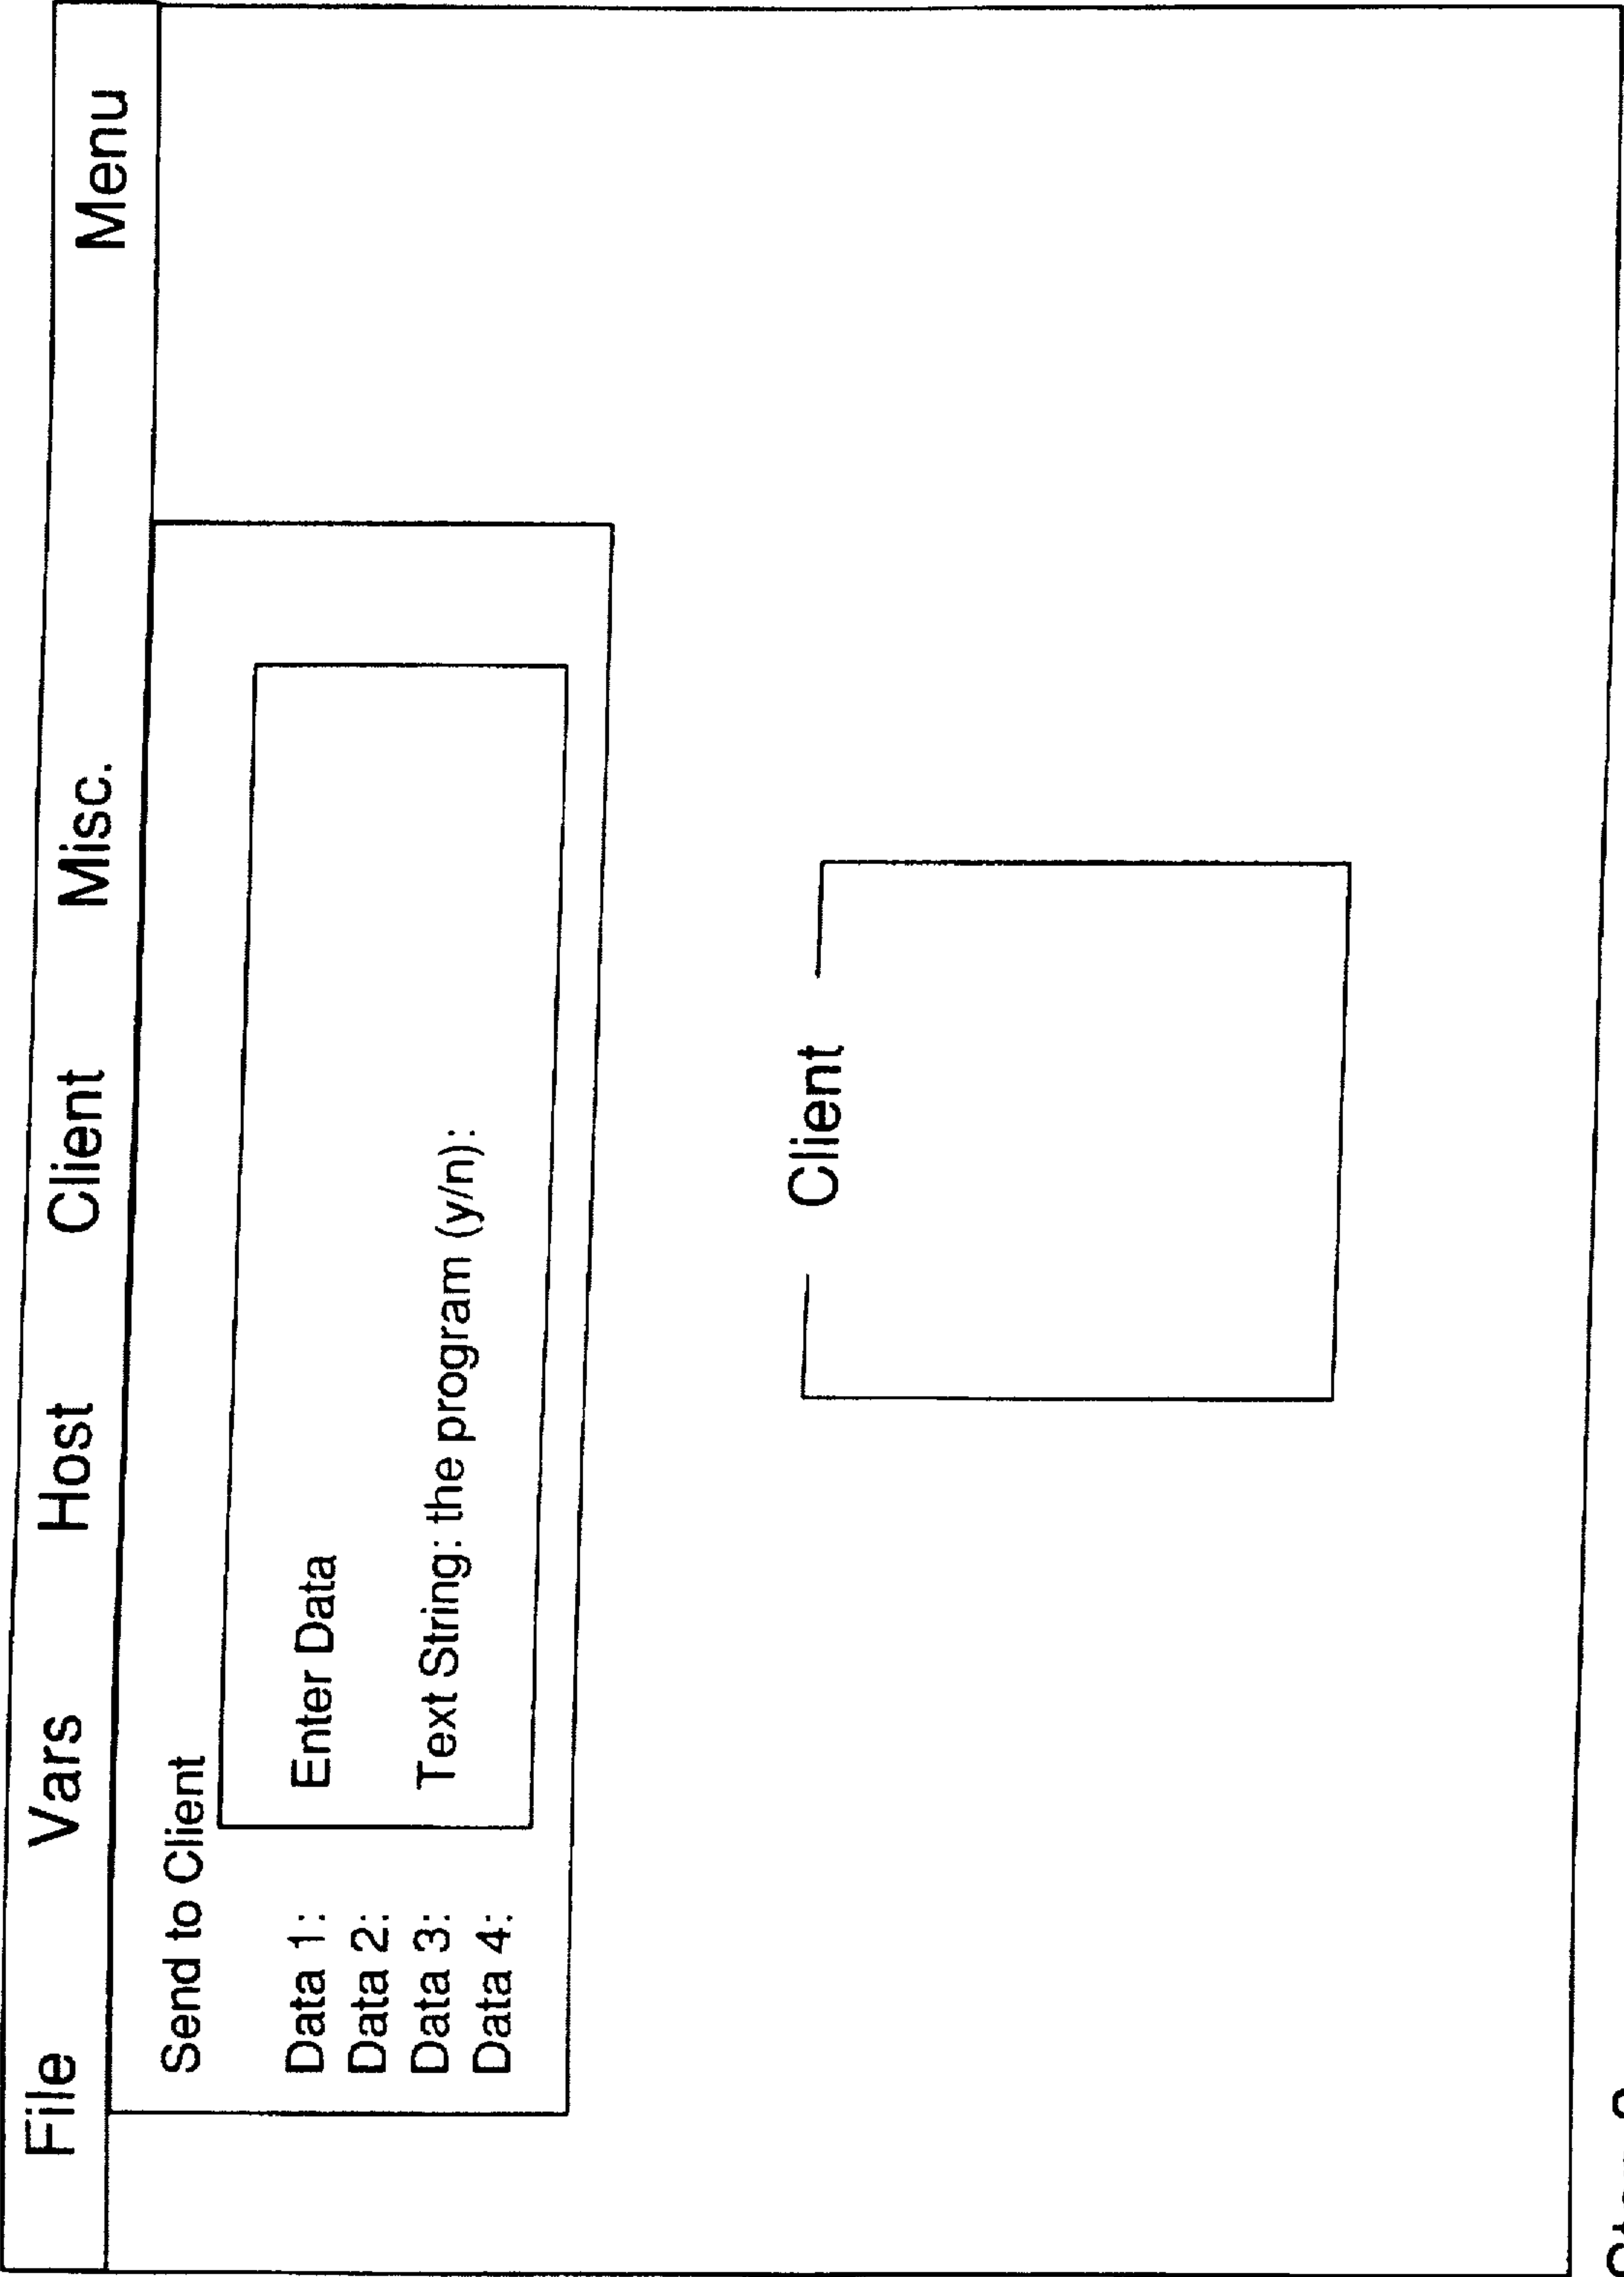 File Vars Host Client Misc. Menu
Send to Client
Enter Data
Data 1:
Data 2:
Text String: the program (y/n):
Data 3:
Data 4:
Client